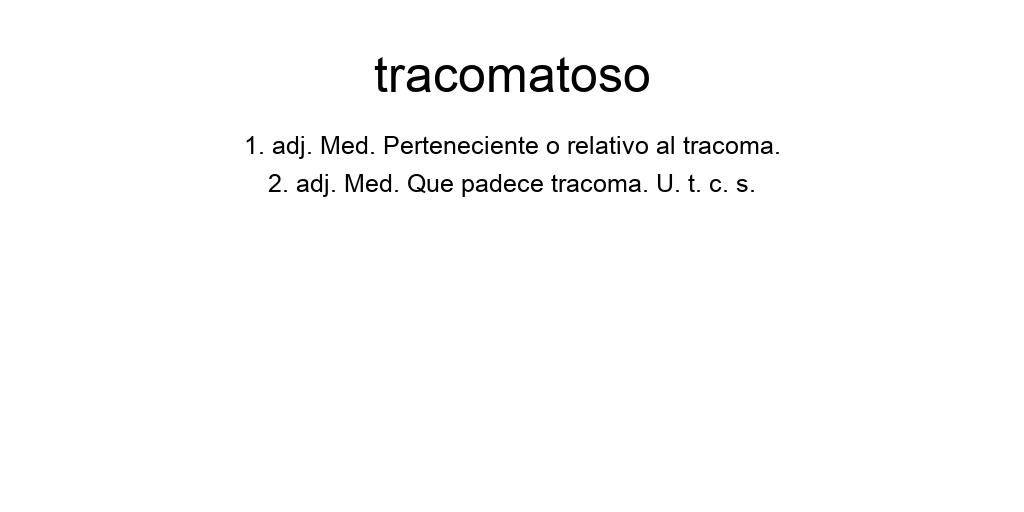 tracomatoso
1. adj. Med. Perteneciente o relativo al tracoma.
2. adj. Med. Que padece tracoma. U. t. c. s.